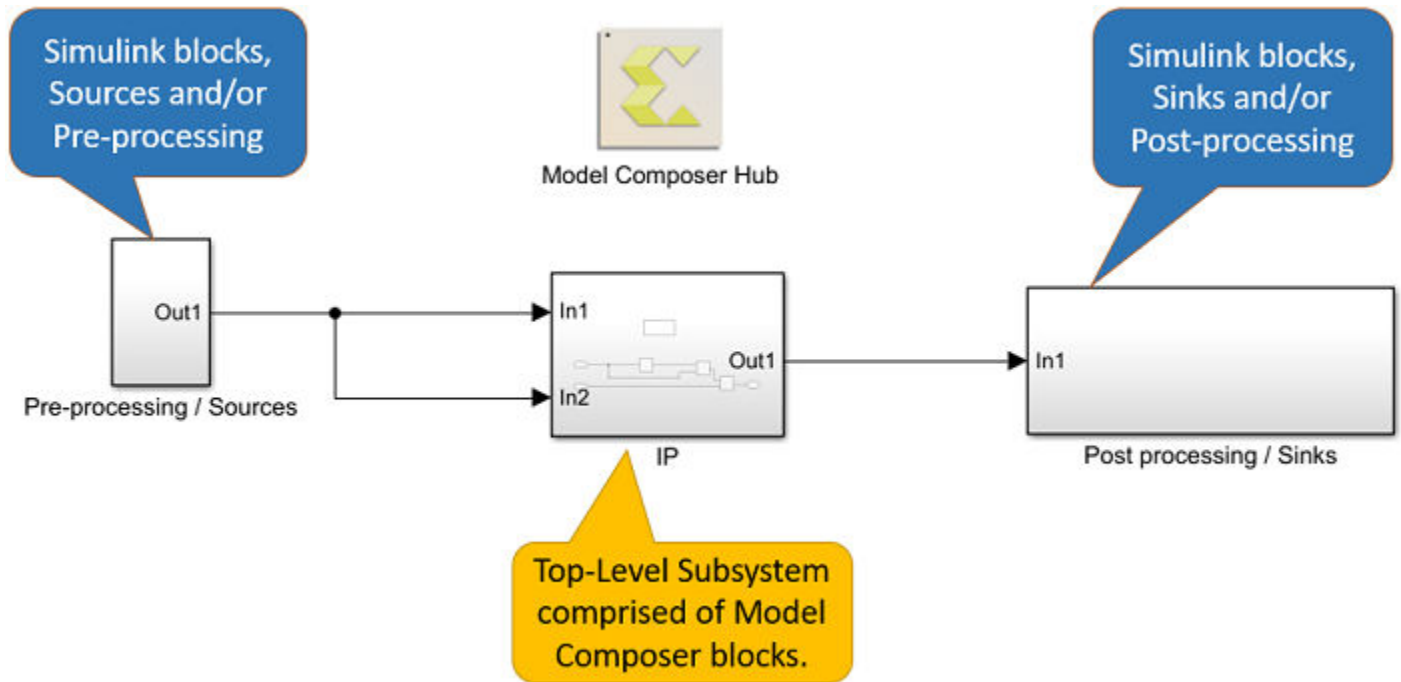 Simulink blocks,
Sources and/or
Pre-processing
Model Composer Hub
Simulink blocks,
Sinks and/or
Post-processing
Out1
Pre-processing / Sources
In1
In2
Out1
IP
In1
Post processing / Sinks
Top-Level Subsystem
comprised of Model
Composer blocks.